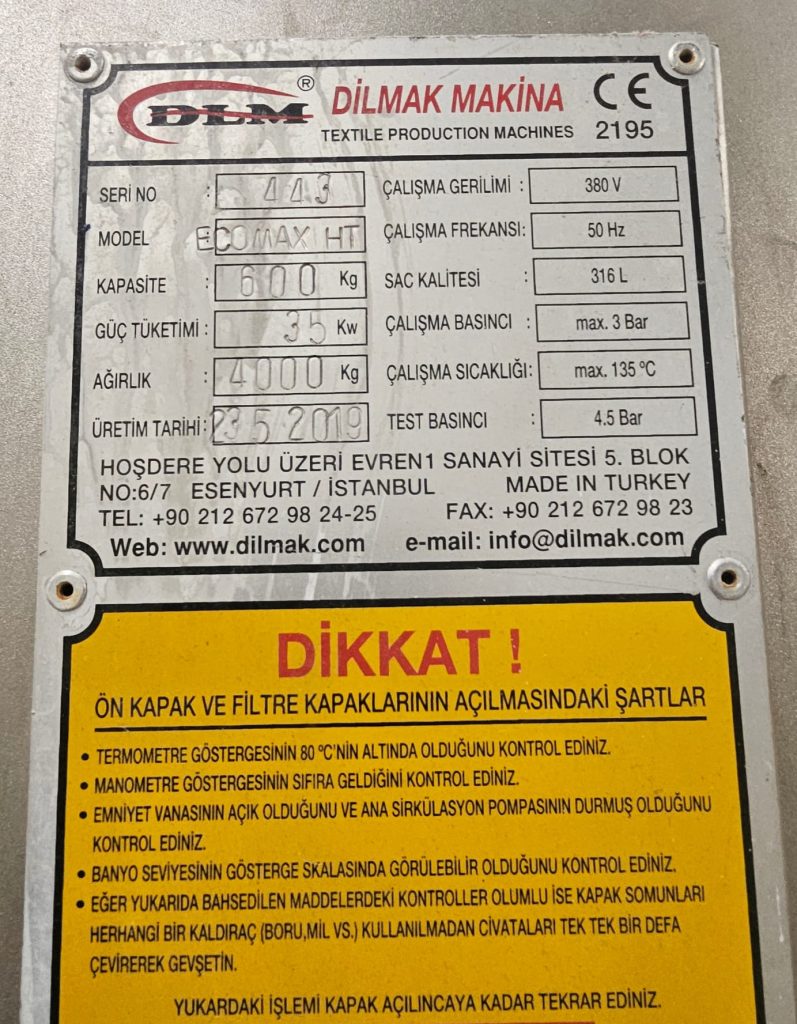 DLM ® DİLMAK MAKİNA CE
TEXTILE PRODUCTION MACHINES 2195
SERİ NO : 443 ÇALIŞMA GERİLİMİ : 380 V
MODEL ECOMAX HT ÇALIŞMA FREKANSI: 50 Hz
KAPASİTE : 600 Kg SAC KALİTESİ : 316 L
GÜÇ TÜKETİMİ : 35 Kw ÇALIŞMA BASINCI : max. 3 Bar
AĞIRLIK : 4000 Kg ÇALIŞMA SICAKLIĞI: max. 135 ºC
ÜRETİM TARİHİ: 23 5 2019 TEST BASINCI : 4.5 Bar
HOŞDERE YOLU ÜZERİ EVREN1 SANAYİ SİTESİ 5. BLOK
NO:6/7 ESENYURT / İSTANBUL MADE IN TURKEY
TEL: +90 212 672 98 24-25 FAX: +90 212 672 98 23
Web: www.dilmak.com e-mail: info@dilmak.com
DİKKAT !
ÖN KAPAK VE FİLTRE KAPAKLARININ AÇILMASINDAKİ ŞARTLAR
• TERMOMETRE GÖSTERGESİNİN 80 ºC'NİN ALTINDA OLDUĞUNU KONTROL EDİNİZ.
• MANOMETRE GÖSTERGESİNİN SIFIRA GELDİĞİNİ KONTROL EDİNİZ.
• EMNİYET VANASININ AÇIK OLDUĞUNU VE ANA SİRKÜLASYON POMPASININ DURMUŞ OLDUĞUNU
KONTROL EDİNİZ.
• BANYO SEVİYESİNİN GÖSTERGE SKALASINDA GÖRÜLEBİLİR OLDUĞUNU KONTROL EDİNİZ.
• EĞER YUKARIDA BAHSEDİLEN MADDELERDEKİ KONTROLLER OLUMLU İSE KAPAK SOMUNLARI
HERHANGİ BİR KALDIRAÇ (BORU,MİL VS.) KULLANILMADAN CİVATALARI TEK TEK BİR DEFA
ÇEVİREREK GEVŞETİN.
YUKARDAKİ İŞLEMİ KAPAK AÇILINCAYA KADAR TEKRAR EDİNİZ.